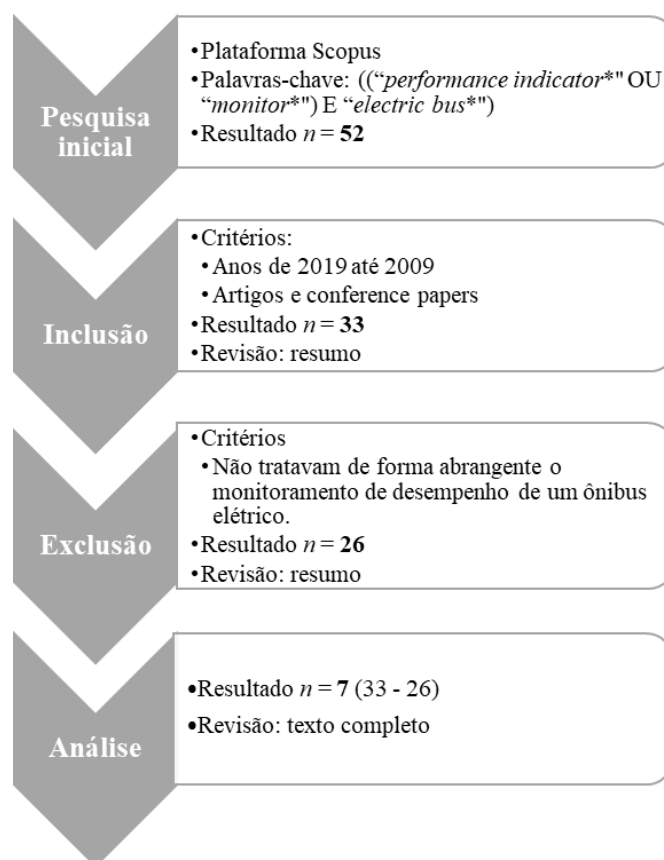 Pesquisa
inicial
•Plataforma Scopus
•Palavras-chave: ((“performance indicator*" OU
“monitor*") E “electric bus*")
•Resultado n = 52
Inclusão
•Critérios:
•Anos de 2019 até 2009
•Artigos e conference papers
•Resultado n = 33
•Revisão: resumo
Exclusão
•Critérios
•Não tratavam de forma abrangente o
monitoramento de desempenho de um ônibus
elétrico.
•Resultado n = 26
•Revisão: resumo
Análise
•Resultado n = 7 (33 - 26)
•Revisão: texto completo